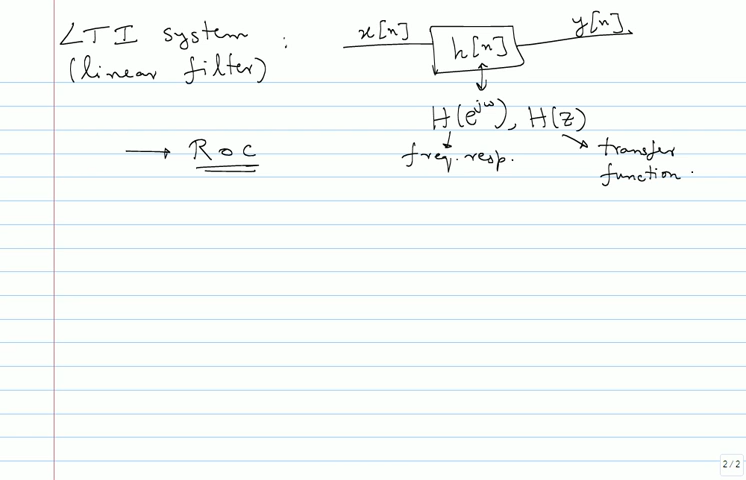 LTI system :
(linear filter)
x[n] h[n] y[n]
H(e^{jω}), H(z)
→ RoC
freq. resp.
transfer
function.
2/2